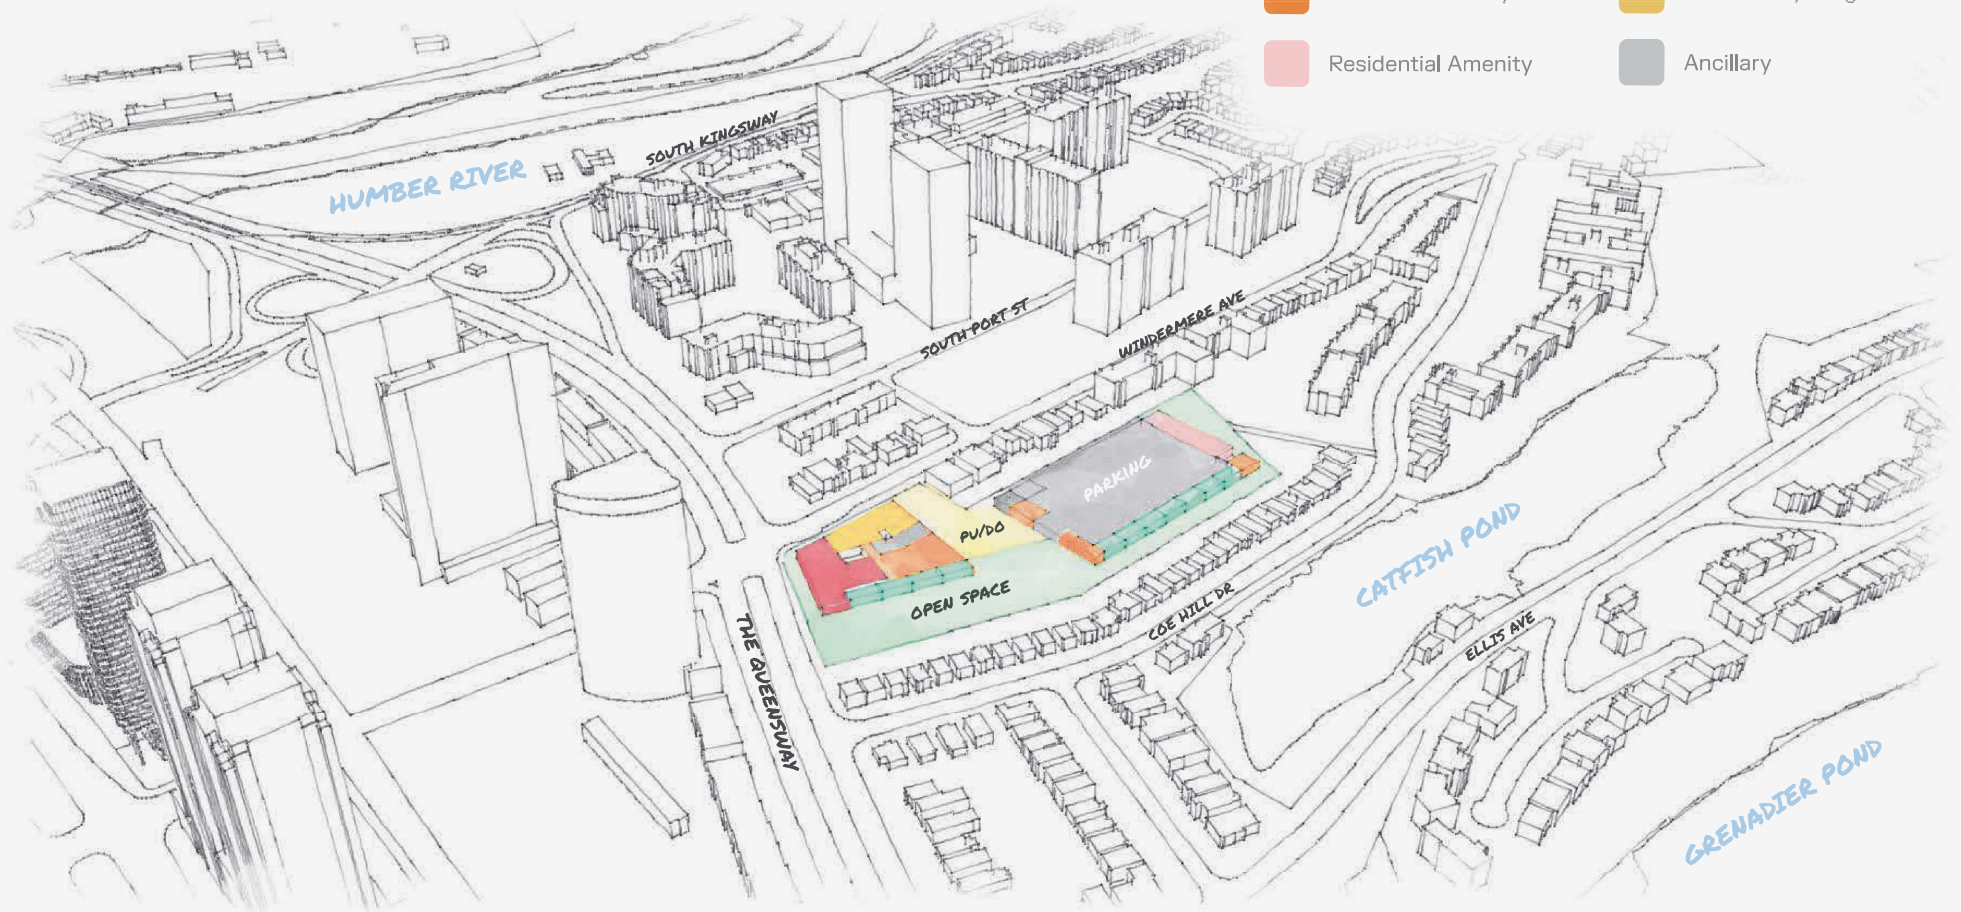 Residential Amenity
Ancillary
SOUTH KINGSWAY
HUMBER RIVER
SOUTH PORT ST
WINDERMERE AVE
PARKING
PU/DO
OPEN SPACE
CATFISH POND
COE HILL DR
THE QUEENSWAY
ELLIS AVE
GRENADIER POND